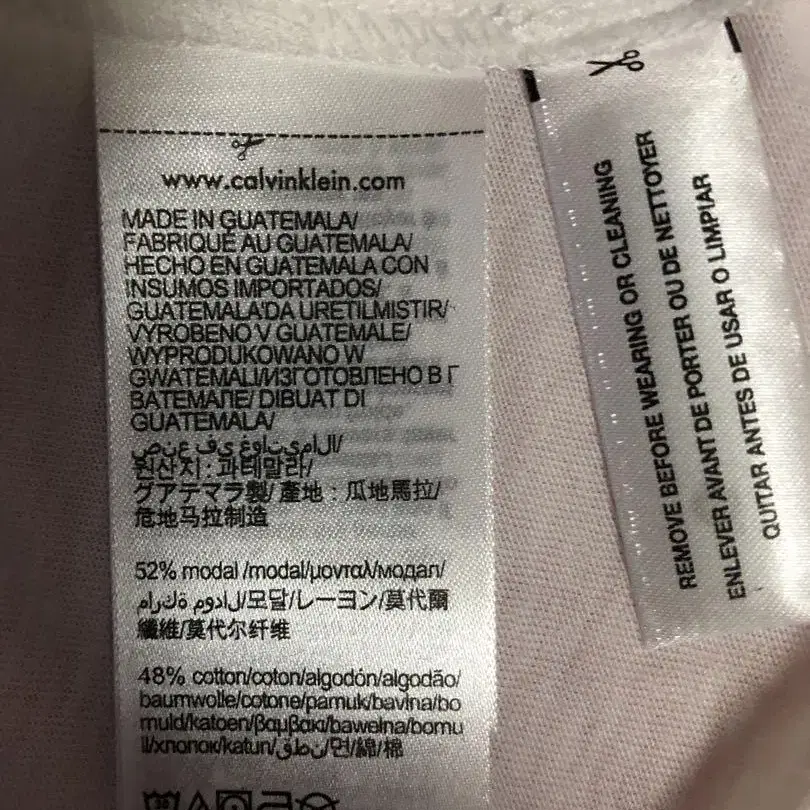 www.calvinklein.com
MADE IN GUATEMALA/
FABRIQUÉ AU GUATEMALA/
HECHO EN GUATEMALA CON
INSUMOS IMPORTADOS/
GUATEMALA'DA URETILMISTIR/
VYROBENO V GUATEMALE/
WYPRODUKOWANO W
GWATEMALI/ИЗГОТОВЛЕНО В Г
ВАТЕМАЛЕ/ DIBUAT DI
GUATEMALA/
원산지: 과테말라/
グアテマラ製/ 產地:瓜地馬拉/
危地马拉制造
52% modal /modal/μονταλ/модал/
모달/レーヨン/莫代爾
纖維/莫代尔纤维
48% cotton/coton/algodón/algodão/
baumwolle/cotone/pamuk/bavlna/bo
muld/katoen/βαμβακι/bawełna/bomu
ll/хлопок/katun/قطن/면/綿/棉
30
REMOVE BEFORE WEARING OR CLEANING
ENLEVER AVANT DE PORTER OU DE NETTOYER
QUITAR ANTES DE USAR O LIMPIAR